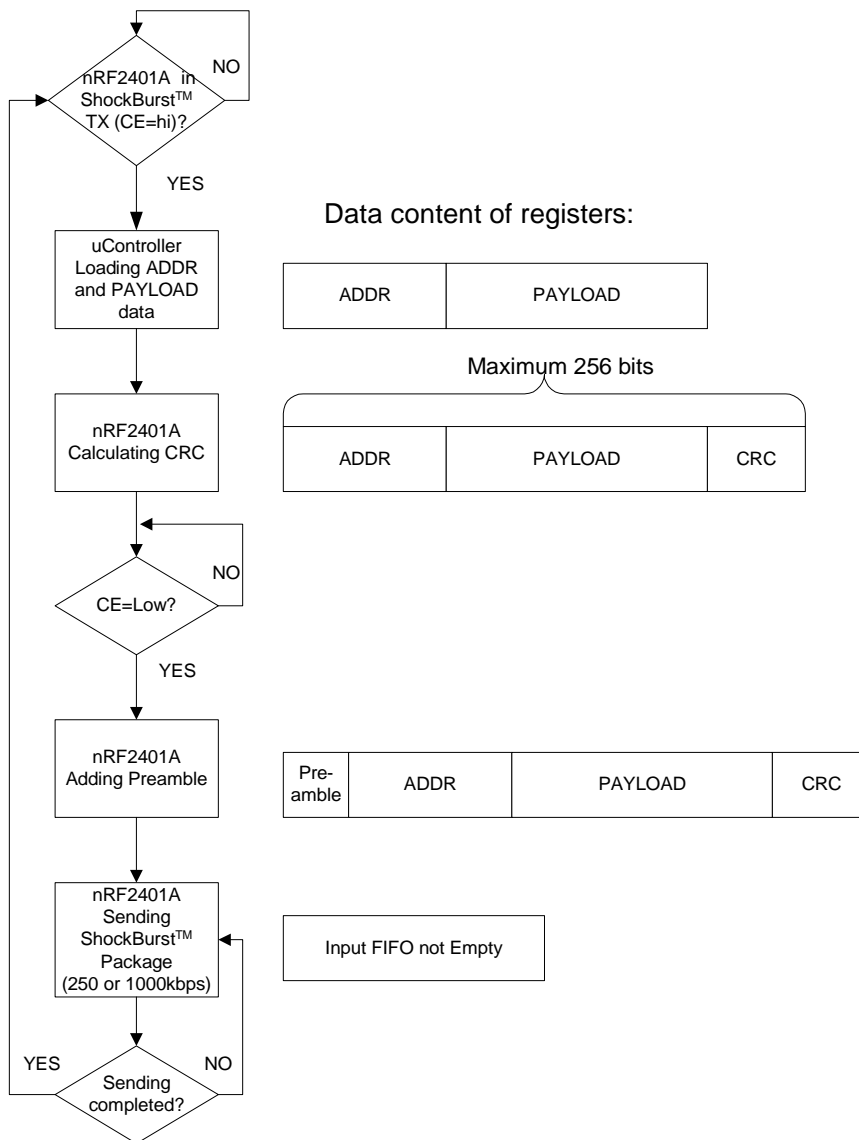 NO
nRF2401A in
ShockBurst™
TX (CE=hi)?
YES
Data content of registers:
uController
Loading ADDR
and PAYLOAD
data
ADDR
PAYLOAD
Maximum 256 bits
nRF2401A
Calculating CRC
ADDR
PAYLOAD
CRC
NO
CE=Low?
YES
nRF2401A
Adding Preamble
Pre-
amble
ADDR
PAYLOAD
CRC
nRF2401A
Sending
ShockBurst™
Package
(250 or 1000kbps)
Input FIFO not Empty
YES
NO
Sending
completed?